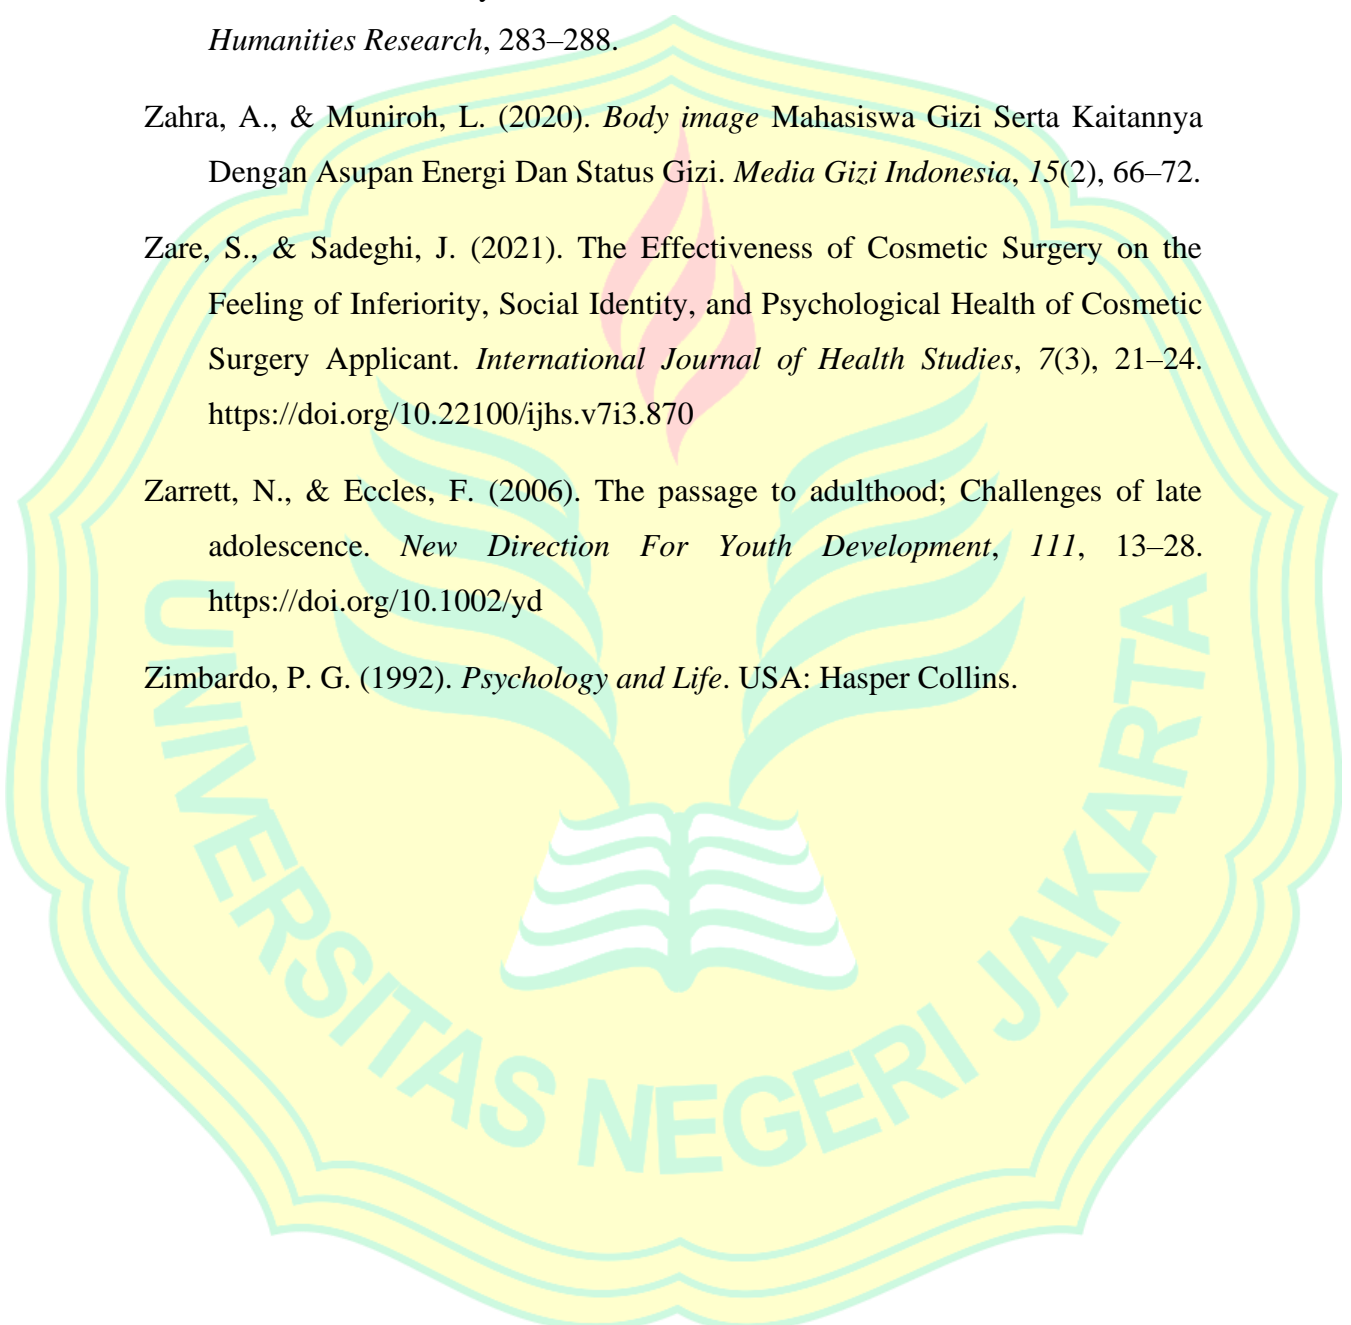 Humanities Research, 283–288.
Zahra, A., & Muniroh, L. (2020). Body image Mahasiswa Gizi Serta Kaitannya
Dengan Asupan Energi Dan Status Gizi. Media Gizi Indonesia, 15(2), 66–72.
Zare, S., & Sadeghi, J. (2021). The Effectiveness of Cosmetic Surgery on the
Feeling of Inferiority, Social Identity, and Psychological Health of Cosmetic
Surgery Applicant. International Journal of Health Studies, 7(3), 21–24.
https://doi.org/10.22100/ijhs.v7i3.870
Zarrett, N., & Eccles, F. (2006). The passage to adulthood; Challenges of late
adolescence. New Direction For Youth Development, 111, 13–28.
https://doi.org/10.1002/yd
Zimbardo, P. G. (1992). Psychology and Life. USA: Hasper Collins.
UNIVERSITAS NEGERI JAKARTA